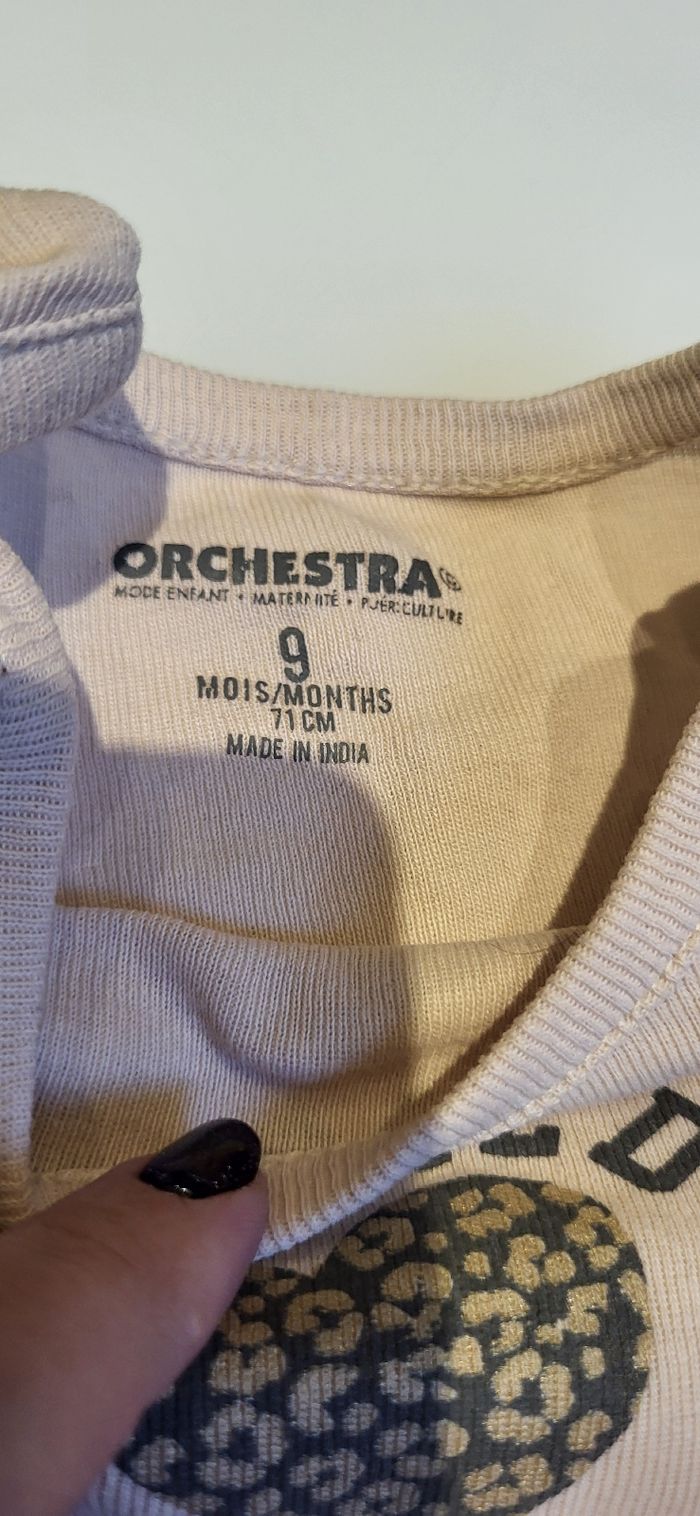 ORCHESTRA®
MODE ENFANT • MATERNITÉ • PUÉRICULTURE
9
MOIS/MONTHS
71 CM
MADE IN INDIA